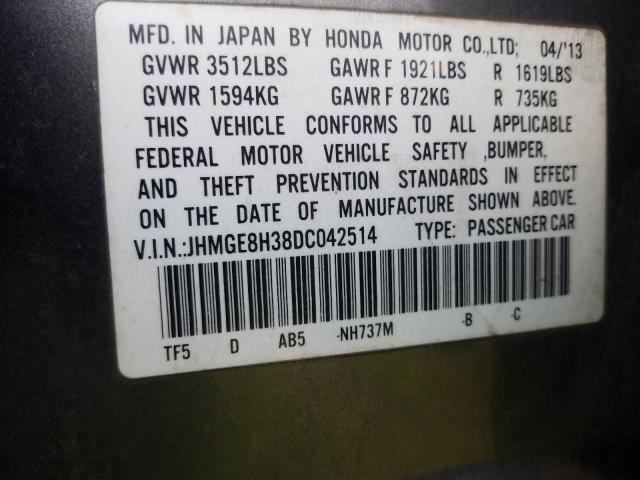 MFD. IN JAPAN BY HONDA MOTOR CO.,LTD; 04/'13
GVWR 3512LBS GAWR F 1921LBS R 1619LBS
GVWR 1594KG GAWR F 872KG R 735KG
THIS VEHICLE CONFORMS TO ALL APPLICABLE
FEDERAL MOTOR VEHICLE SAFETY ,BUMPER,
AND THEFT PREVENTION STANDARDS IN EFFECT
ON THE DATE OF MANUFACTURE SHOWN ABOVE.
V.I.N.:JHMGE8H38DC042514 TYPE: PASSENGER CAR
TF5 D AB5 -NH737M -B -C